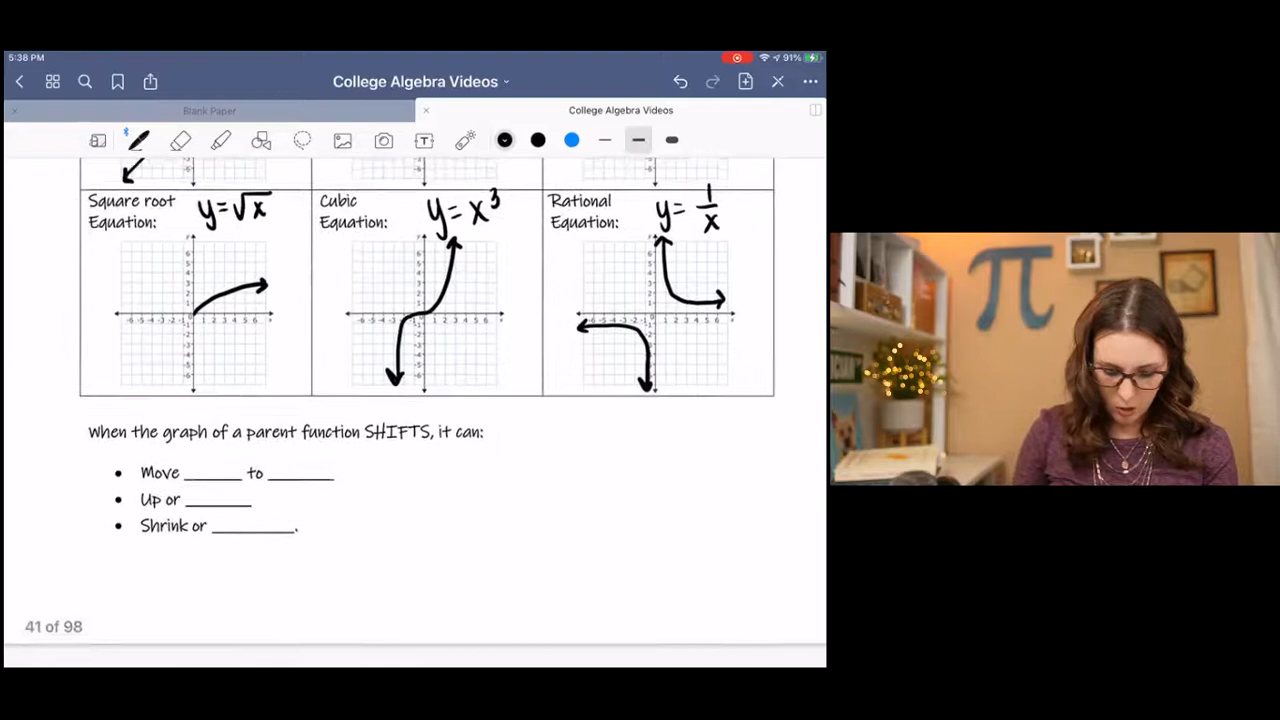 5:38 PM
91%
College Algebra Videos
Blank Paper
College Algebra Videos
Square root
Equation: y=√x
Cubic
Equation: y=x³
Rational
Equation: y=1/x
When the graph of a parent function SHIFTS, it can:
• Move ______ to _______
• Up or _______
• Shrink or _________.
41 of 98